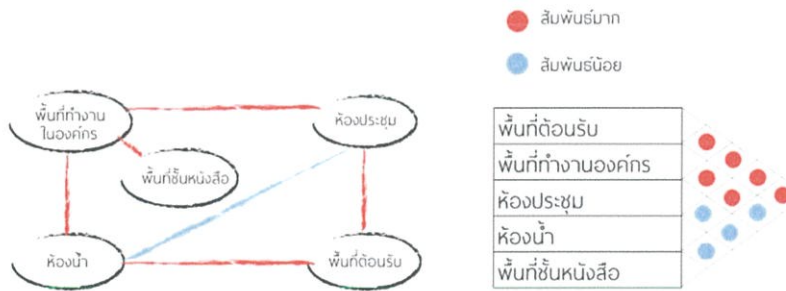 สัมพันธ์มาก
สัมพันธ์น้อย
พื้นที่ทำงาน
ในองค์กร
ห้องประชุม
พื้นที่ชั้นหนังสือ
ห้องน้ำ
พื้นที่ต้อนรับ
พื้นที่ต้อนรับ
พื้นที่ทำงานองค์กร
ห้องประชุม
ห้องน้ำ
พื้นที่ชั้นหนังสือ